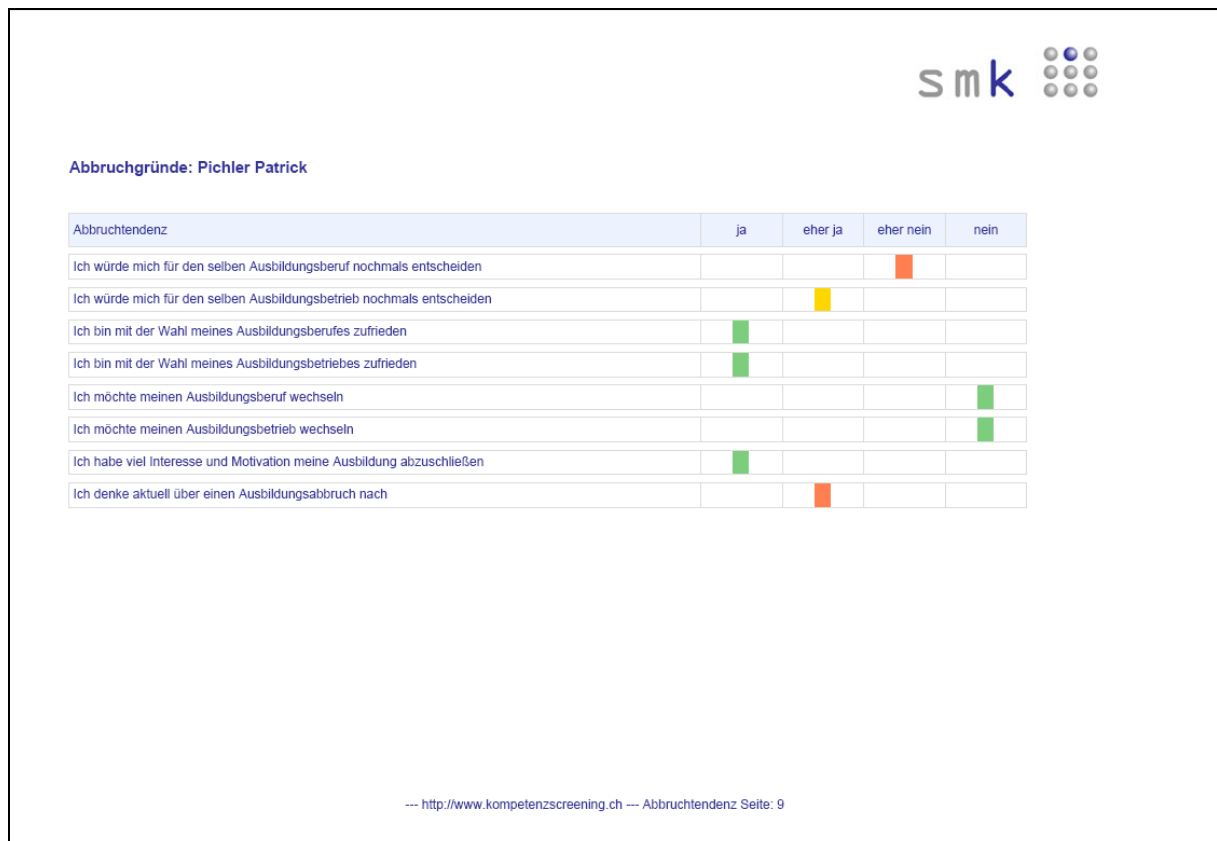 smk
Abbruchgründe: Pichler Patrick
Abbruchtendenz ja eher ja eher nein nein
Ich würde mich für den selben Ausbildungsberuf nochmals entscheiden
Ich würde mich für den selben Ausbildungsbetrieb nochmals entscheiden
Ich bin mit der Wahl meines Ausbildungsberufes zufrieden
Ich bin mit der Wahl meines Ausbildungsbetriebes zufrieden
Ich möchte meinen Ausbildungsberuf wechseln
Ich möchte meinen Ausbildungsbetrieb wechseln
Ich habe viel Interesse und Motivation meine Ausbildung abzuschließen
Ich denke aktuell über einen Ausbildungsabbruch nach
--- http://www.kompetenzscreening.ch --- Abbruchtendenz Seite: 9